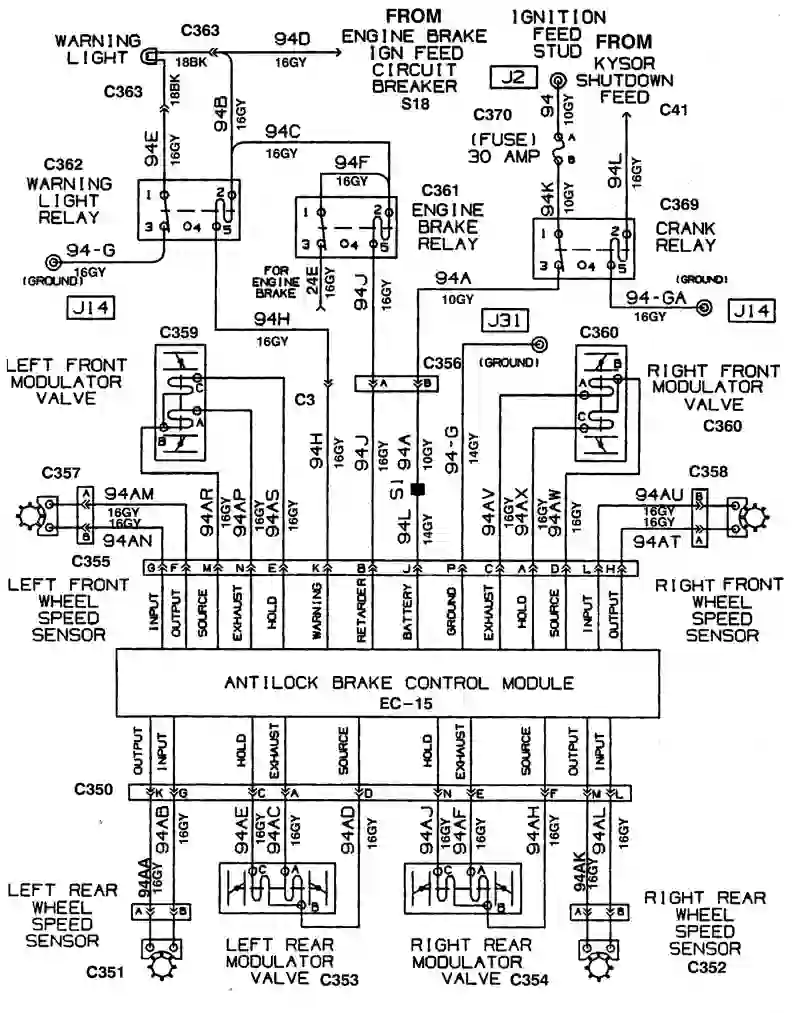 FROM
ENGINE BRAKE
IGN FEED
CIRCUIT
BREAKER
S18
IGNITION
FEED
STUD
FROM
KYSOR
SHUTDOWN
FEED
J2
WARNING
LIGHT
C363
18BK
94D
16GY
C363
18BK
94B
16GY
94E
16GY
94C
16GY
94F
16GY
C370
(FUSE)
30 AMP
94
10GY
A
B
94K
10GY
C41
94L
16GY
C362
WARNING
LIGHT
RELAY
1
2
3
4
5
C361
ENGINE
BRAKE
RELAY
1
2
3
4
5
C369
CRANK
RELAY
1
2
3
4
5
94-G
16GY
(GROUND)
J14
FOR
ENGINE
BRAKE
24E
16GY
94J
16GY
94A
10GY
94-GA
16GY
(GROUND)
J14
94H
16GY
J31
(GROUND)
C359
LEFT FRONT
MODULATOR
VALVE
C
A
B
C3
C356
A
B
C360
RIGHT FRONT
MODULATOR
VALVE
C360
B
A
C
94H
16GY
94J
16GY
94A
10GY
S1
94L
14GY
94-G
14GY
C357
A
B
94AM
16GY
16GY
94AN
94AR
16GY
94AP
16GY
94AS
16GY
94AV
16GY
94AX
16GY
94AW
16GY
C358
94AU
16GY
16GY
94AT
B
A
C355
G
F
M
N
E
K
B
J
P
C
A
D
L
H
LEFT FRONT
WHEEL
SPEED
SENSOR
INPUT
OUTPUT
SOURCE
EXHAUST
HOLD
WARNING
RETARDER
BATTERY
GROUND
EXHAUST
HOLD
SOURCE
INPUT
OUTPUT
RIGHT FRONT
WHEEL
SPEED
SENSOR
ANTILOCK BRAKE CONTROL MODULE
EC-15
OUTPUT
INPUT
HOLD
EXHAUST
SOURCE
HOLD
EXHAUST
SOURCE
OUTPUT
INPUT
C350
K
G
C
A
D
N
E
F
M
L
94AA
16GY
94AB
16GY
94AE
16GY
94AC
16GY
94AD
16GY
94AJ
16GY
94AF
16GY
94AH
16GY
94AK
16GY
94AL
16GY
LEFT REAR
WHEEL
SPEED
SENSOR
A
B
C351
C
A
B
LEFT REAR
MODULATOR
VALVE C353
C
A
B
RIGHT REAR
MODULATOR
VALVE C354
A
B
RIGHT REAR
WHEEL
SPEED
SENSOR
C352